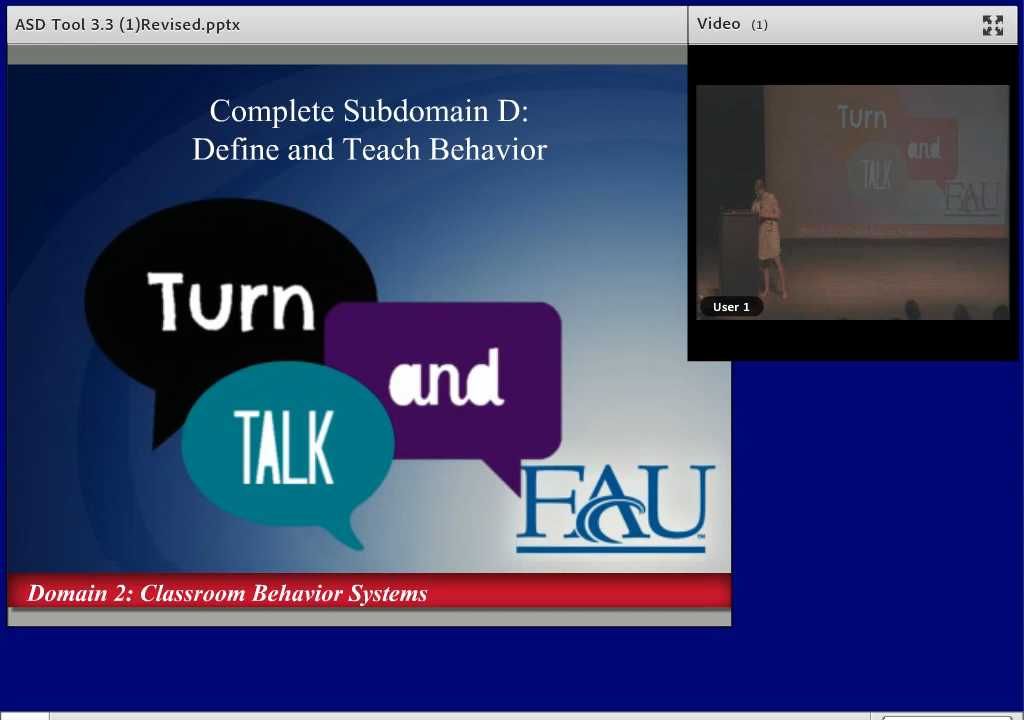 ASD Tool 3.3 (1)Revised.pptx
Video (1)
Complete Subdomain D:
Define and Teach Behavior
Turn
and
TALK
FAU
Domain 2: Classroom Behavior Systems
Turn
and
TALK
FAU
User 1